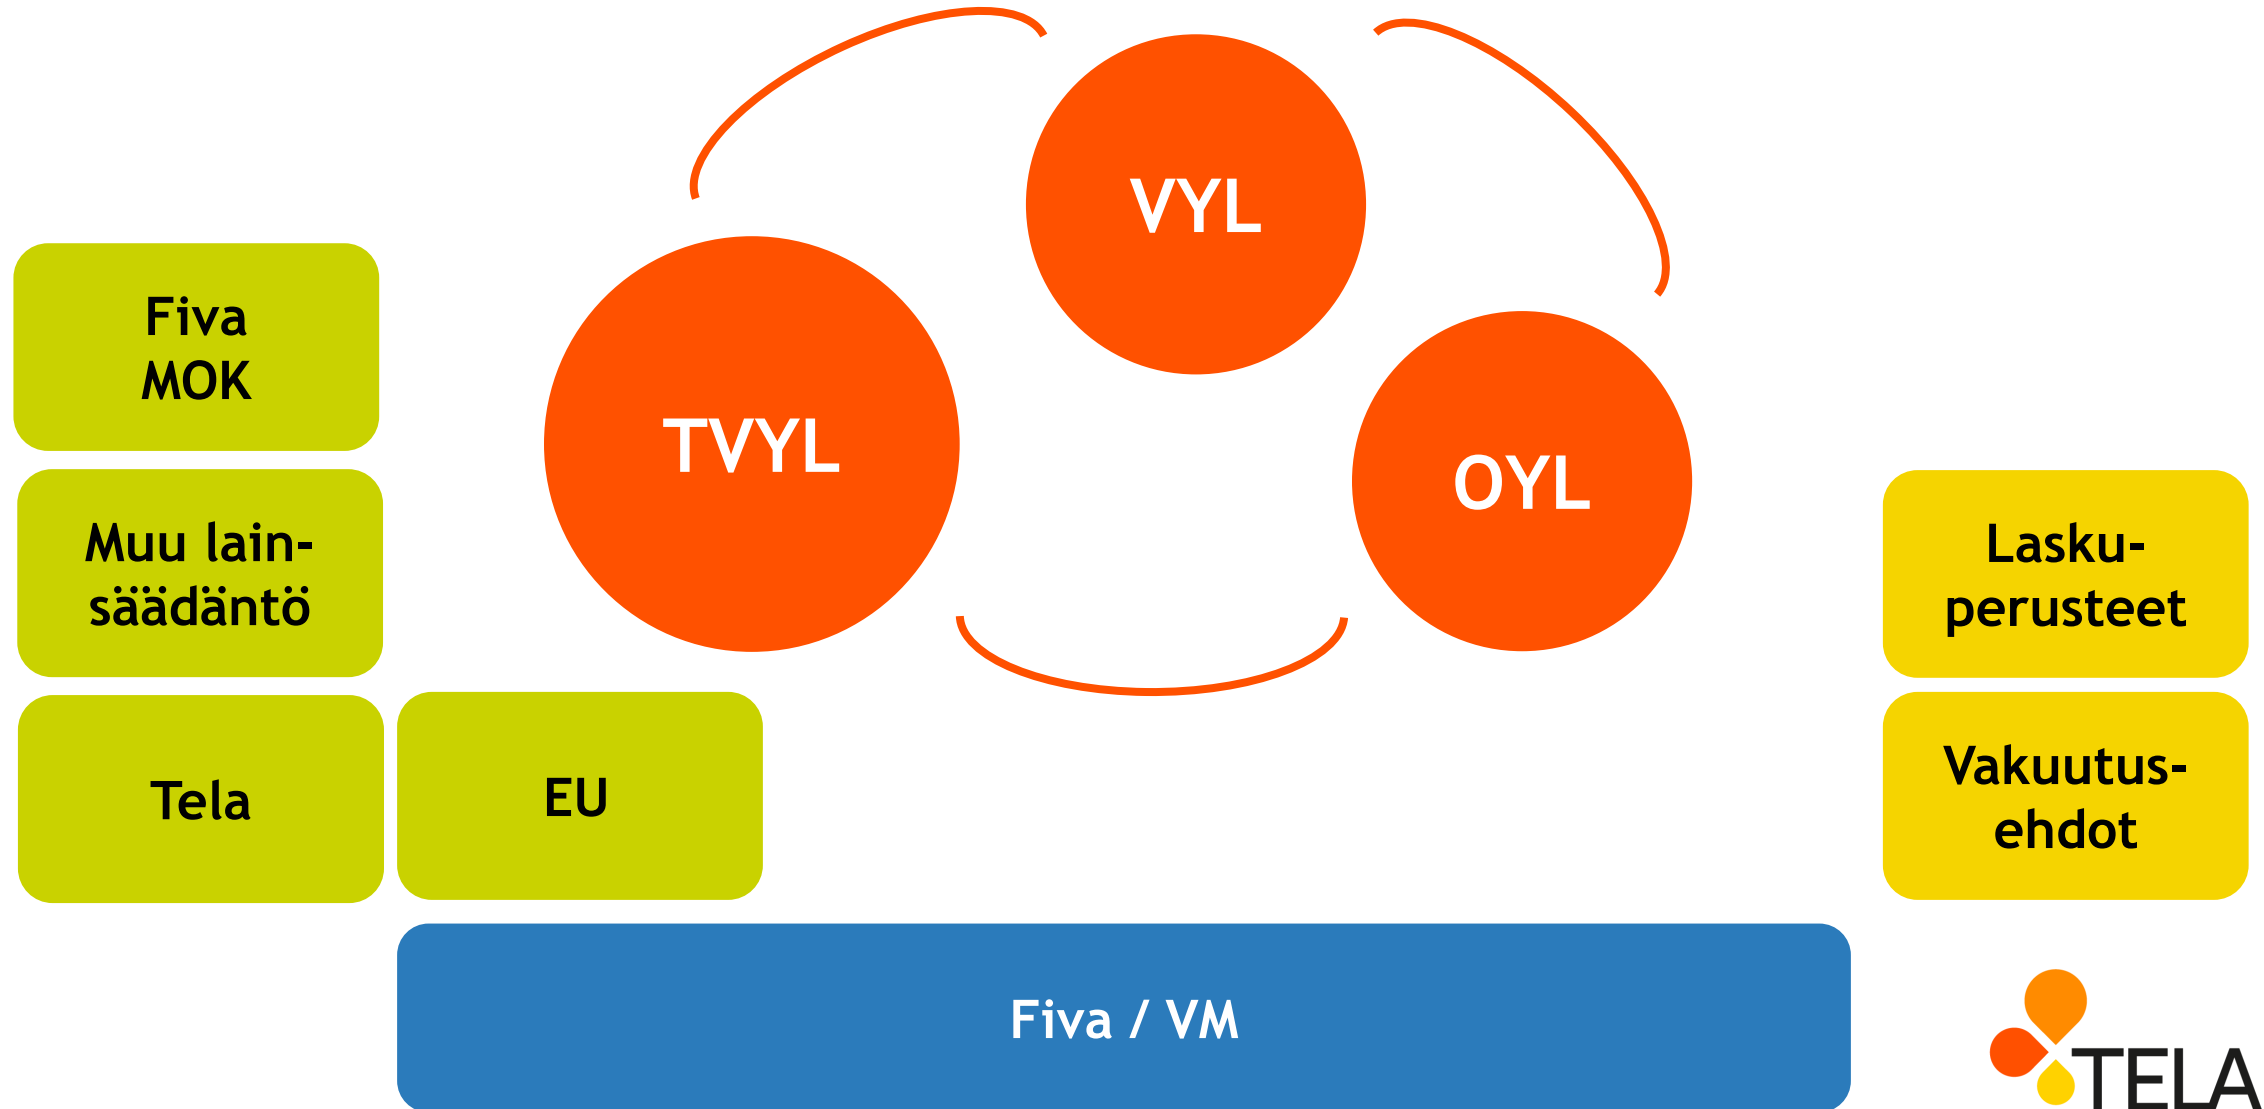 VYL
TVYL
OYL
Fiva
MOK
Muu lain-
säädäntö
Tela
EU
Lasku-
perusteet
Vakuutus-
ehdot
Fiva / VM
TELA